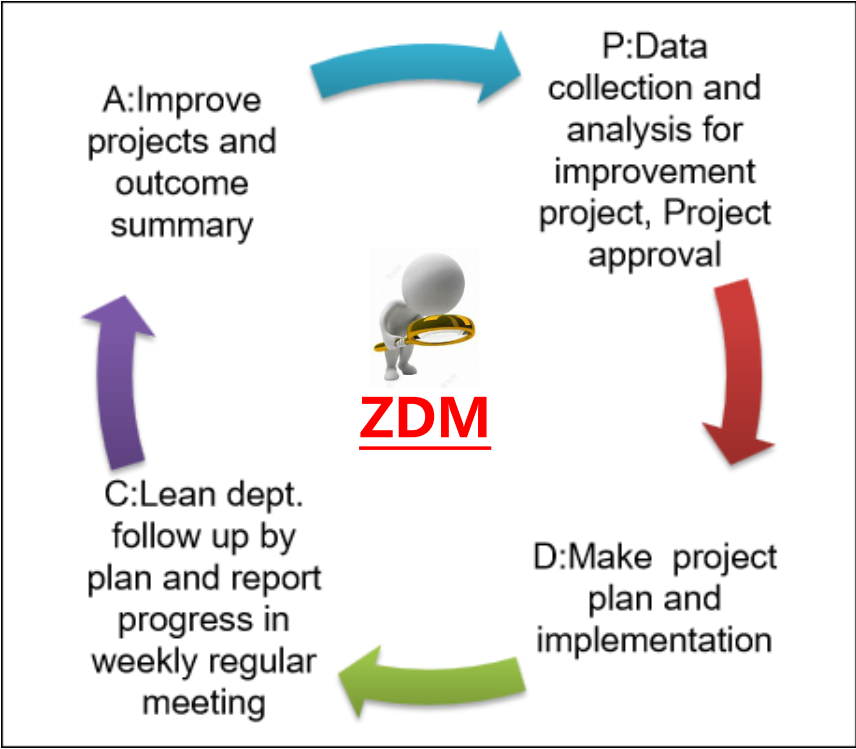 P:Data
collection and
analysis for
improvement
project, Project
approval
D:Make  project
plan and
implementation
C:Lean dept.
follow up by
plan and report
progress in
weekly regular
meeting
A:Improve
projects and
outcome
summary
ZDM